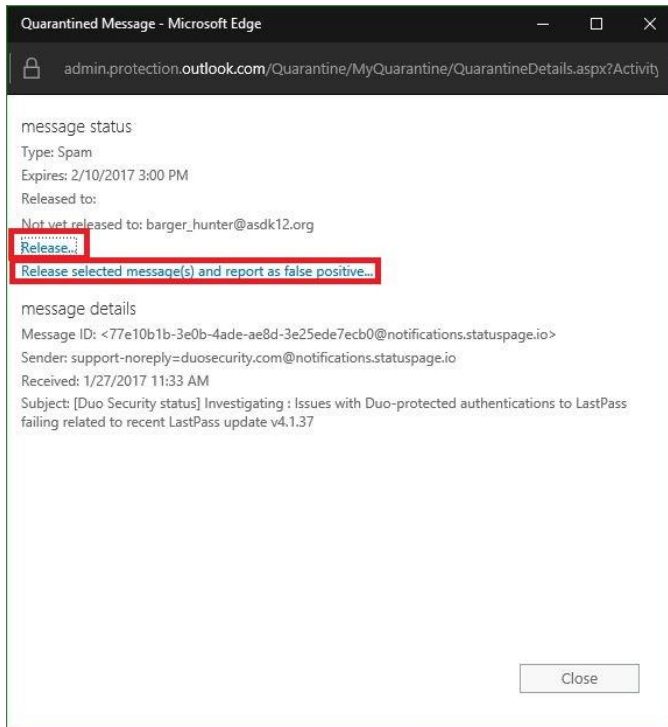 Quarantined Message - Microsoft Edge
admin.protection.outlook.com/Quarantine/MyQuarantine/QuarantineDetails.aspx?Activity
message status
Type: Spam
Expires: 2/10/2017 3:00 PM
Released to:
Not yet released to: barger_hunter@asdk12.org
Release...
Release selected message(s) and report as false positive...
message details
Message ID: <77e10b1b-3e0b-4ade-ae8d-3e25ede7ecb0@notifications.statuspage.io>
Sender: support-noreply=duosecurity.com@notifications.statuspage.io
Received: 1/27/2017 11:33 AM
Subject: [Duo Security status] Investigating : Issues with Duo-protected authentications to LastPass
failing related to recent LastPass update v4.1.37
Close